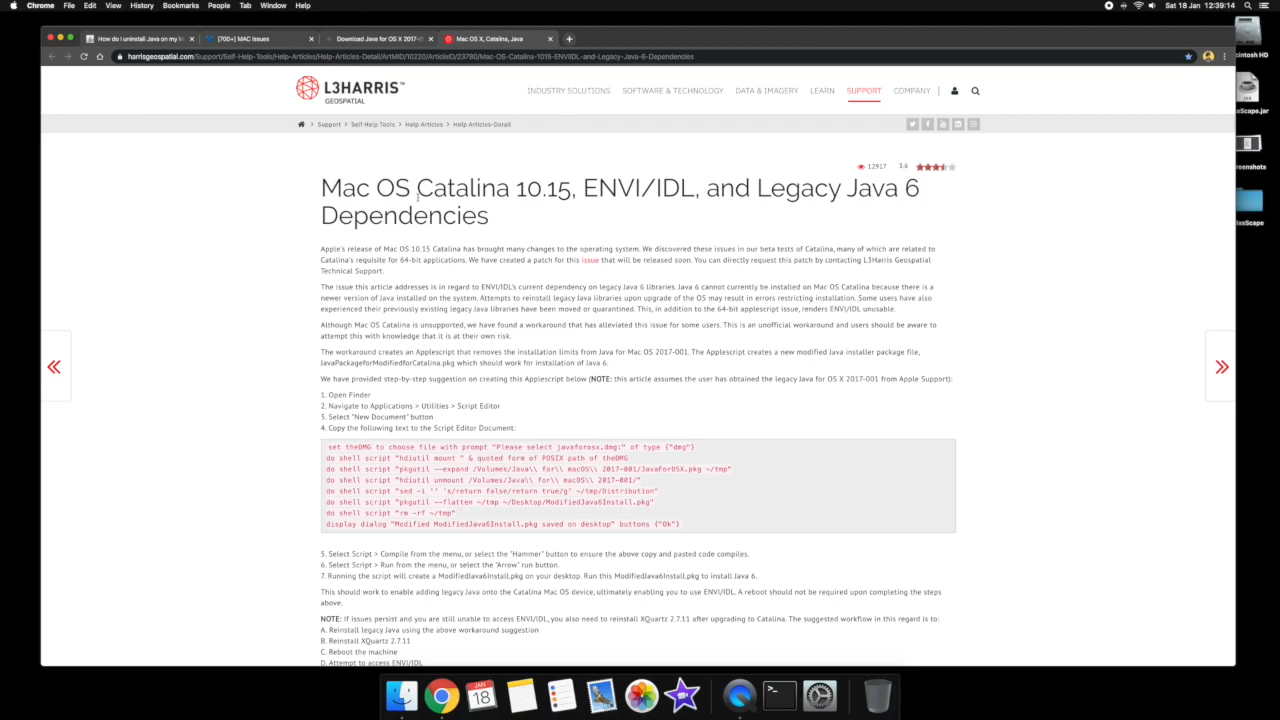 Chrome File Edit View History Bookmarks People Tab Window Help
Sat 18 Jan 12:39:14
How do I uninstall Java on my M
[700+] MAC Issues
Download Java for OS X 2017-0
Mac OS X, Catalina, Java
harrisgeospatial.com/Support/Self-Help-Tools/Help-Articles/Help-Articles-Detail/ArtMID/10220/ArticleID/23780/Mac-OS-Catalina-1015-ENVIIDL-and-Legacy-Java-6-Dependencies
cintosh HD
L3HARRIS™
GEOSPATIAL
INDUSTRY SOLUTIONS SOFTWARE & TECHNOLOGY DATA & IMAGERY LEARN SUPPORT COMPANY
JAR
ssScape.jar
> Support > Self Help Tools > Help Articles > Help Articles-Detail
reenshots
12917 3.6
Mac OS Catalina 10.15, ENVI/IDL, and Legacy Java 6
Dependencies
issScape
Apple's release of Mac OS 10.15 Catalina has brought many changes to the operating system. We discovered these issues in our beta tests of Catalina, many of which are related to
Catalina's requisite for 64-bit applications. We have created a patch for this issue that will be released soon. You can directly request this patch by contacting L3Harris Geospatial
Technical Support.
The issue this article addresses is in regard to ENVI/IDL's current dependency on legacy Java 6 libraries. Java 6 cannot currently be installed on Mac OS Catalina because there is a
newer version of Java installed on the system. Attempts to reinstall legacy Java libraries upon upgrade of the OS may result in errors restricting installation. Some users have also
experienced their previously existing legacy Java libraries have been moved or quarantined. This, in addition to the 64-bit applescript issue, renders ENVI/IDL unusable.
Although Mac OS Catalina is unsupported, we have found a workaround that has alleviated this issue for some users. This is an unofficial workaround and users should be aware to
attempt this with knowledge that it is at their own risk.
The workaround creates an Applescript that removes the installation limits from Java for Mac OS 2017-001. The Applescript creates a new modified Java installer package file,
JavaPackageforModifiedforCatalina.pkg which should work for installation of Java 6.
We have provided step-by-step suggestion on creating this Applescript below (NOTE: this article assumes the user has obtained the legacy Java for OS X 2017-001 from Apple Support):
1. Open Finder
2. Navigate to Applications > Utilities > Script Editor
3. Select "New Document" button
4. Copy the following text to the Script Editor Document:
set theDMG to choose file with prompt "Please select javaforosx.dmg:" of type {"dmg"}
do shell script "hdiutil mount " & quoted form of POSIX path of theDMG
do shell script "pkgutil --expand /Volumes/Java\\ for\\ macOS\\ 2017-001/JavaForOSX.pkg ~/tmp"
do shell script "hdiutil unmount /Volumes/Java\\ for\\ macOS\\ 2017-001/"
do shell script "sed -i '' 's/return false/return true/g' ~/tmp/Distribution"
do shell script "pkgutil --flatten ~/tmp ~/Desktop/ModifiedJava6Install.pkg"
do shell script "rm -rf ~/tmp"
display dialog "Modified ModifiedJava6Install.pkg saved on desktop" buttons {"Ok"}
5. Select Script > Compile from the menu, or select the "Hammer" button to ensure the above copy and pasted code compiles.
6. Select Script > Run from the menu, or select the "Arrow" run button.
7. Running the script will create a ModifiedJava6Install.pkg on your desktop. Run this ModifiedJava6Install.pkg to install Java 6.
This should work to enable adding legacy Java onto the Catalina Mac OS device, ultimately enabling you to use ENVI/IDL. A reboot should not be required upon completing the steps
above.
NOTE: If issues persist and you are still unable to access ENVI/IDL, you also need to reinstall XQuartz 2.7.11 after upgrading to Catalina. The suggested workflow in this regard is to:
A. Reinstall legacy Java using the above workaround suggestion
B. Reinstall XQuartz 2.7.11
C. Reboot the machine
D. Attempt to access ENVI/IDL
JAN
18